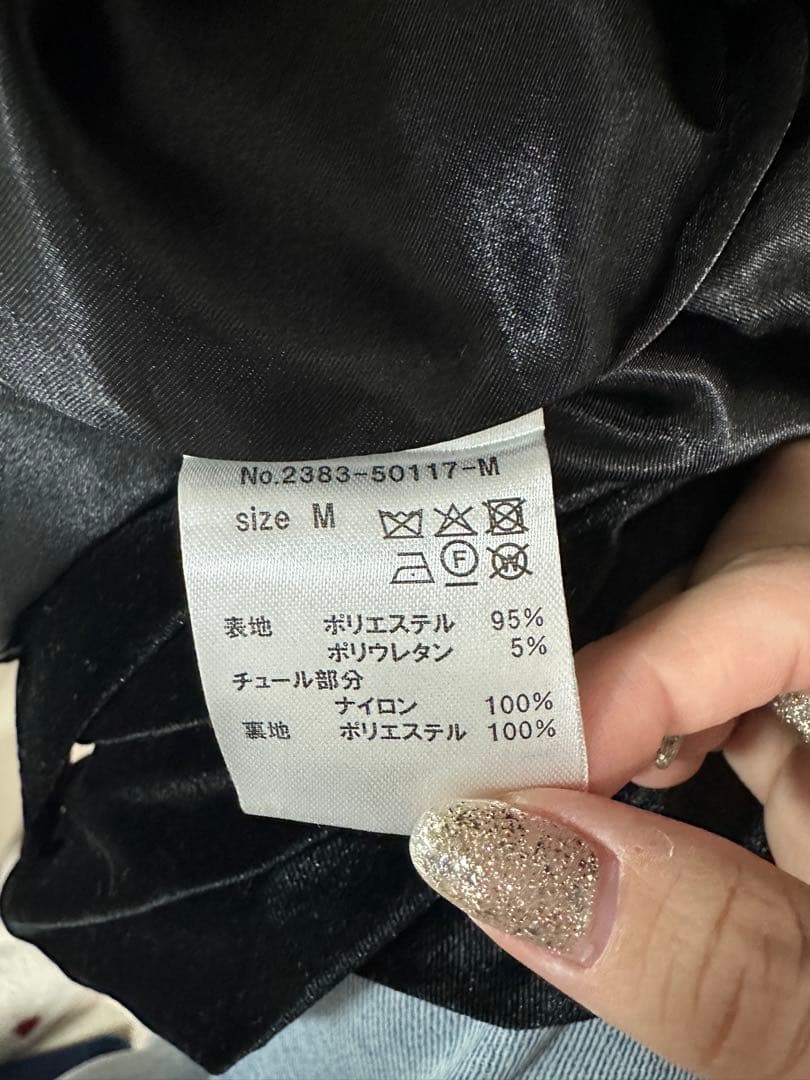 No.2383-50117-M
size M
F
W
表地 ポリエステル 95%
ポリウレタン 5%
チュール部分
ナイロン 100%
裏地 ポリエステル 100%